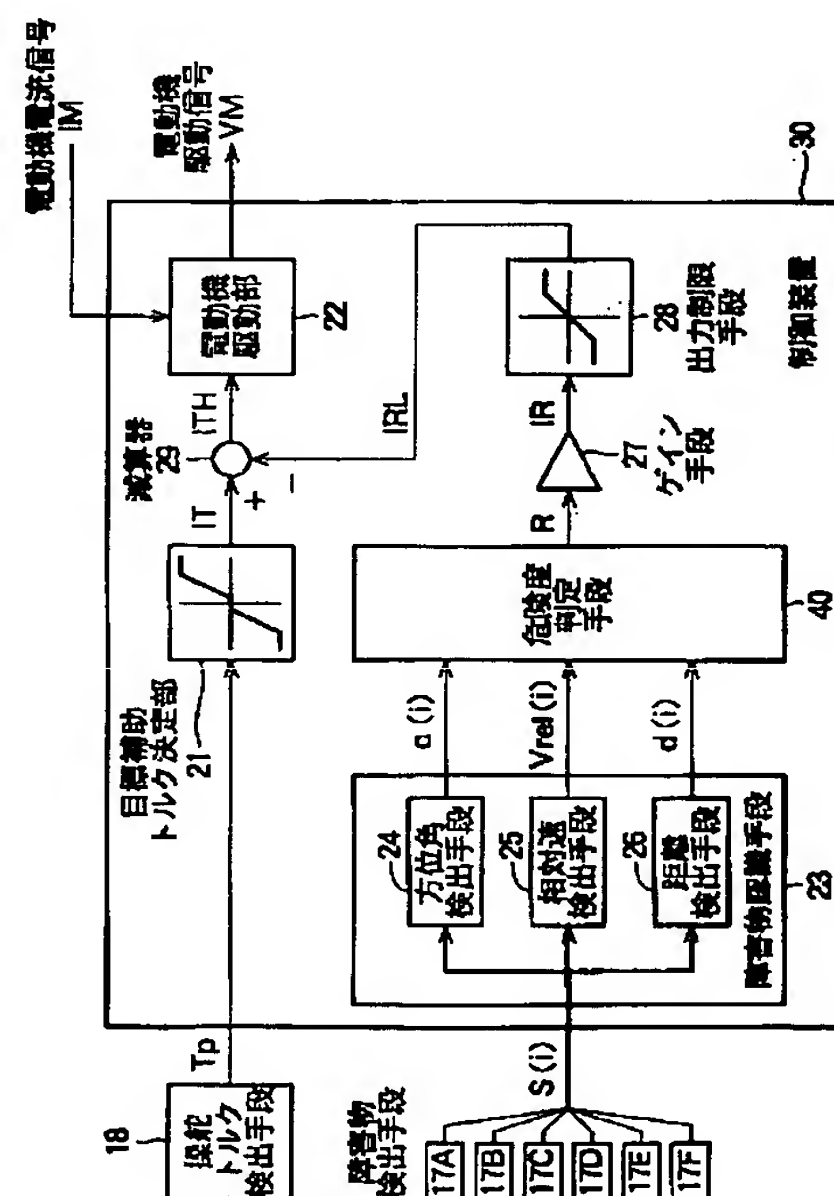 電動機電流信号
IM
電動機
駆動信号
VM
電動機
駆動部
22
減算器
29
ITH
IT
+
−
IRL
目標補助
トルク決定部
21
Tp
18
操舵
トルク
検出手段
障害物
検出手段
17A
17B
17C
17D
17E
17F
S(i)
24
方位角
検出手段
25
相対速
検出手段
26
距離
検出手段
障害物認識手段
23
α(i)
Vrel(i)
d(i)
危険度
判定
手段
40
R
27
ゲイン
手段
IR
28
出力制限
手段
制御装置
30